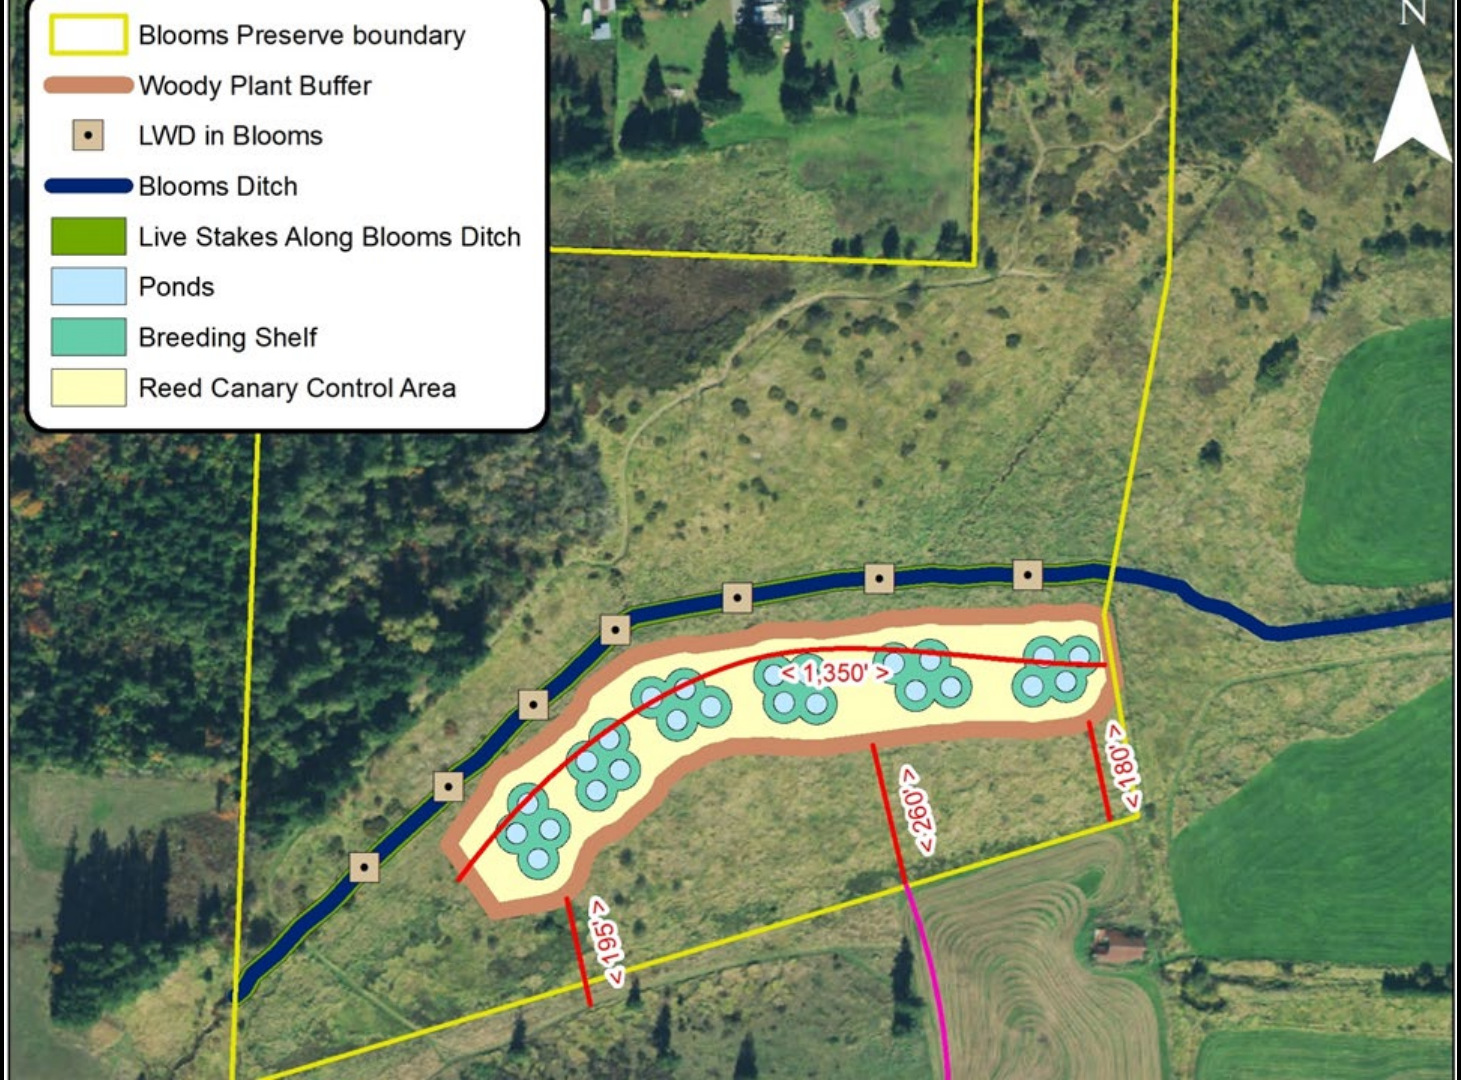 Blooms Preserve boundary
Woody Plant Buffer
LWD in Blooms
Blooms Ditch
Live Stakes Along Blooms Ditch
Ponds
Breeding Shelf
Reed Canary Control Area
N
< 1,350' >
< 180'>
< 260'>
< 195'>